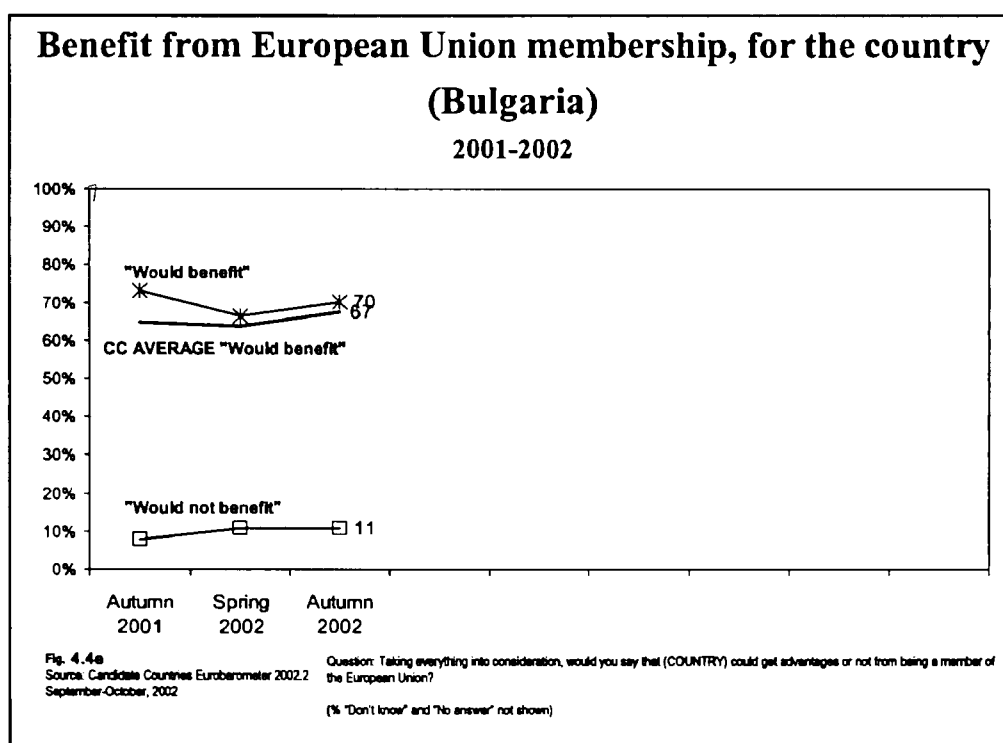 Benefit from European Union membership, for the country
(Bulgaria)
2001-2002
100%
90%
80%
70%
60%
50%
40%
30%
20%
10%
0%
"Would benefit"
70
67
CC AVERAGE "Would benefit"
"Would not benefit"
11
Autumn 2001
Spring 2002
Autumn 2002
Fig. 4.4e
Source: Candidate Countries Eurobarometer 2002.2
September-October, 2002
Question: Taking everything into consideration, would you say that (COUNTRY) could get advantages or not from being a member of
the European Union?
(% "Don't know" and "No answer" not shown)